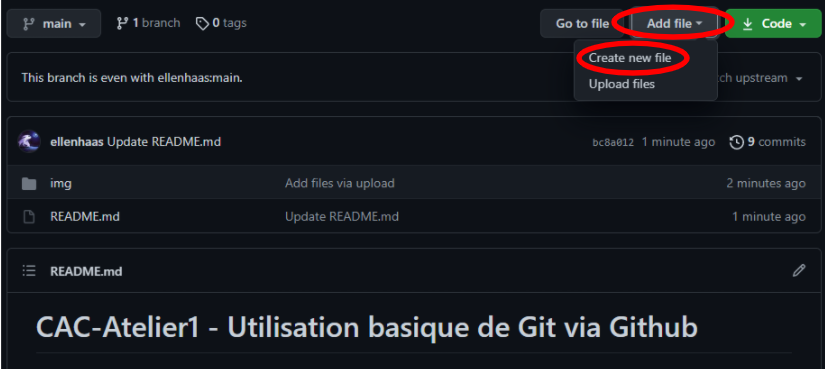 main 1 branch 0 tags Go to file Add file Code
Create new file
This branch is even with ellenhaas:main. ch upstream
Upload files
ellenhaas Update README.md bc8a012 1 minute ago 9 commits
img Add files via upload 2 minutes ago
README.md Update README.md 1 minute ago
README.md
CAC-Atelier1 - Utilisation basique de Git via Github